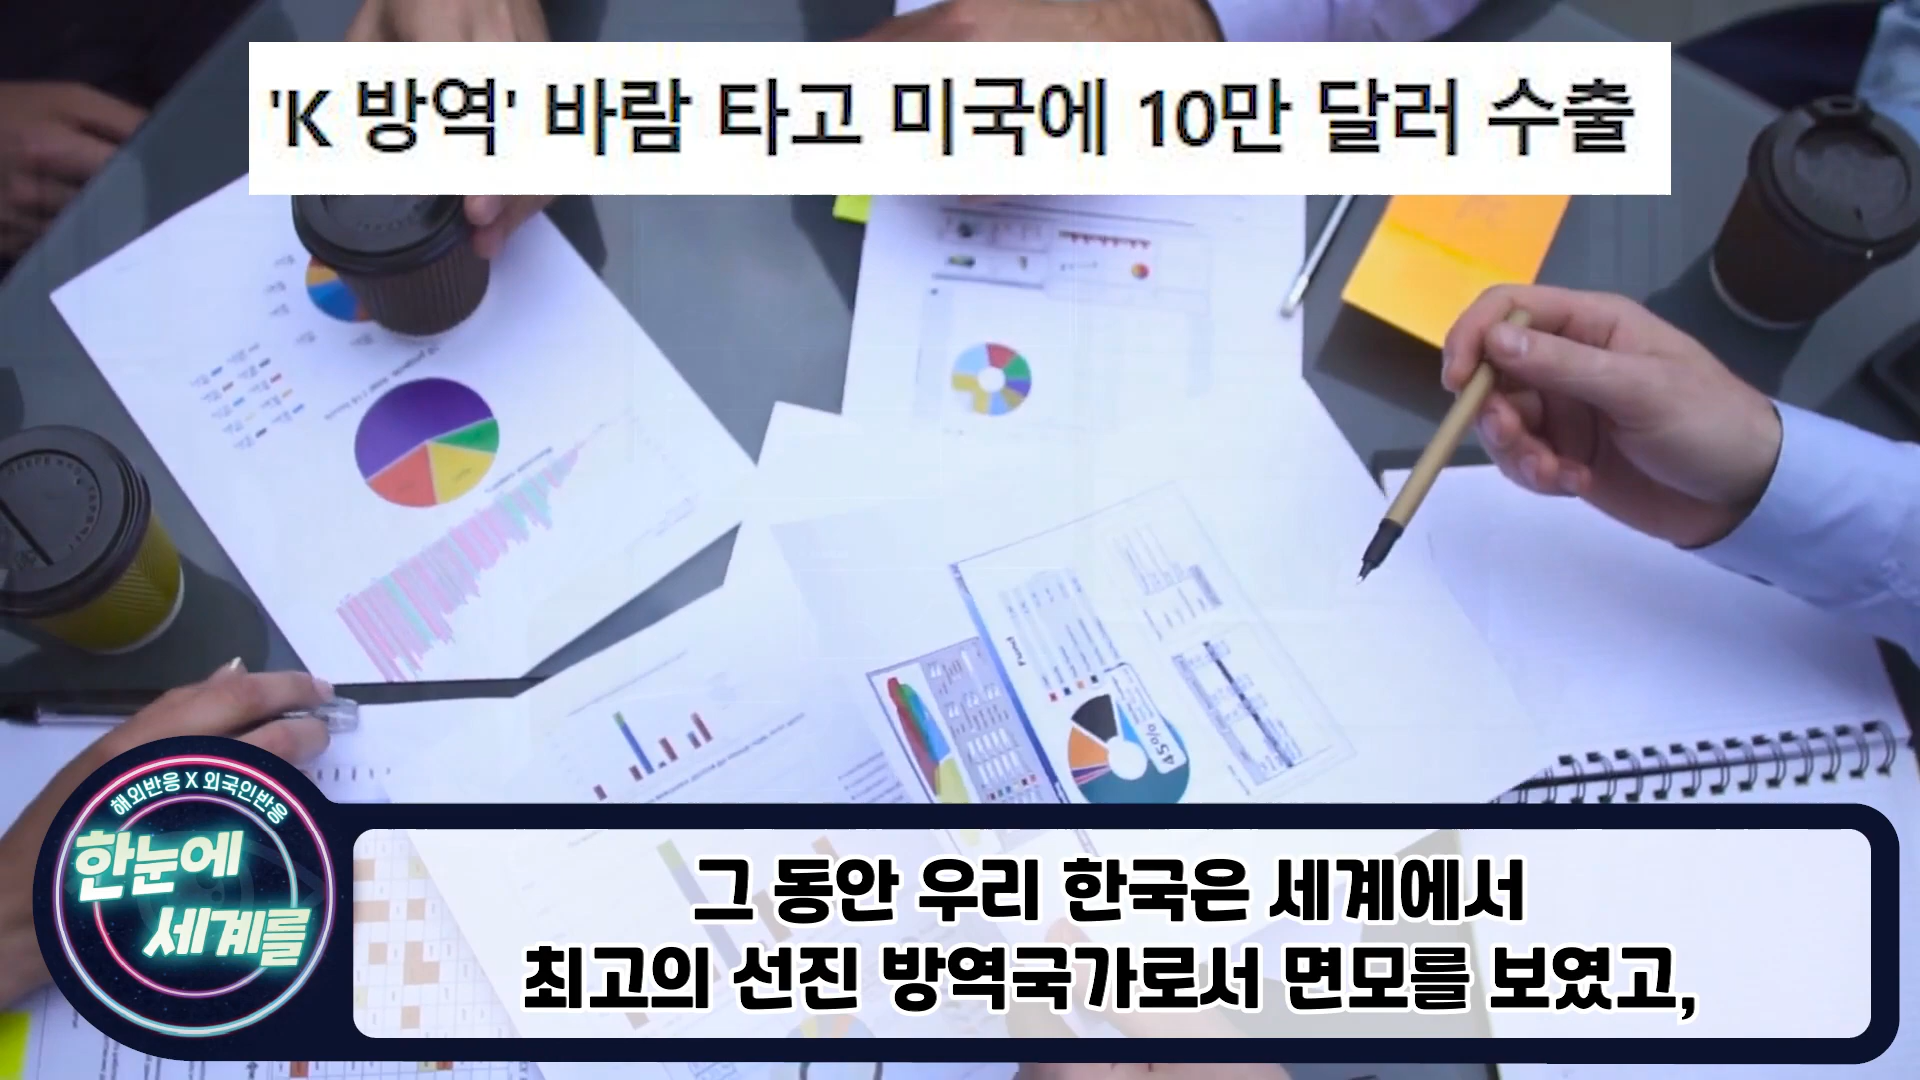 'K 방역' 바람 타고 미국에 10만 달러 수출
45%
Fund
해외반응 X 외국인반응
한눈에
세계를
그 동안 우리 한국은 세계에서
최고의 선진 방역국가로서 면모를 보였고,